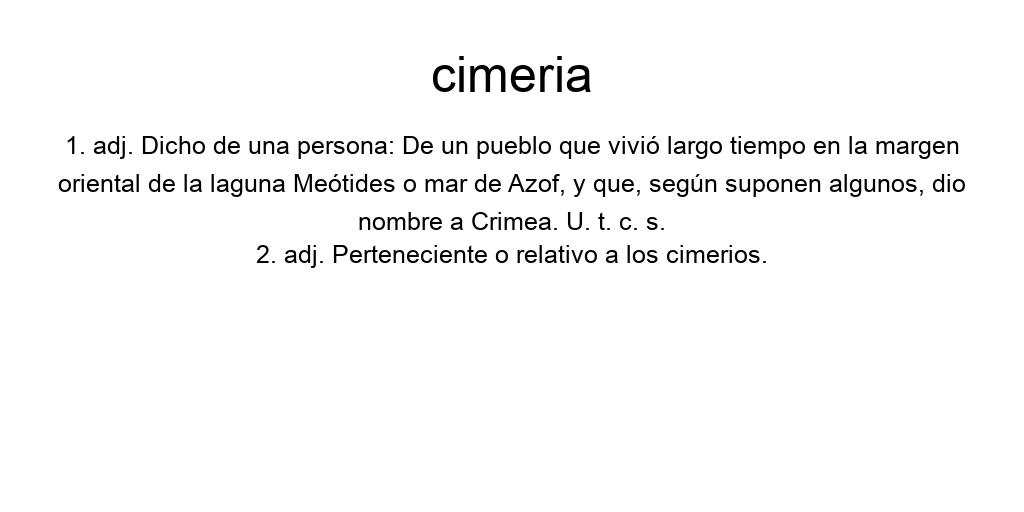 cimeria
1. adj. Dicho de una persona: De un pueblo que vivió largo tiempo en la margen
oriental de la laguna Meótides o mar de Azof, y que, según suponen algunos, dio
nombre a Crimea. U. t. c. s.
2. adj. Perteneciente o relativo a los cimerios.